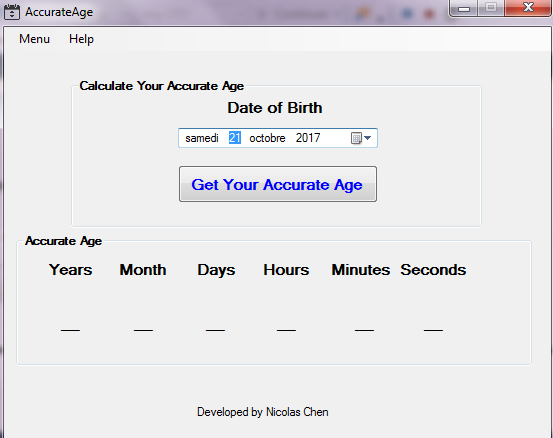 AccurateAge
Menu Help
Calculate Your Accurate Age
Date of Birth
samedi 21 octobre 2017
Get Your Accurate Age
Accurate Age
Years Month Days Hours Minutes Seconds
__ __ __ __ __ __
Developed by Nicolas Chen